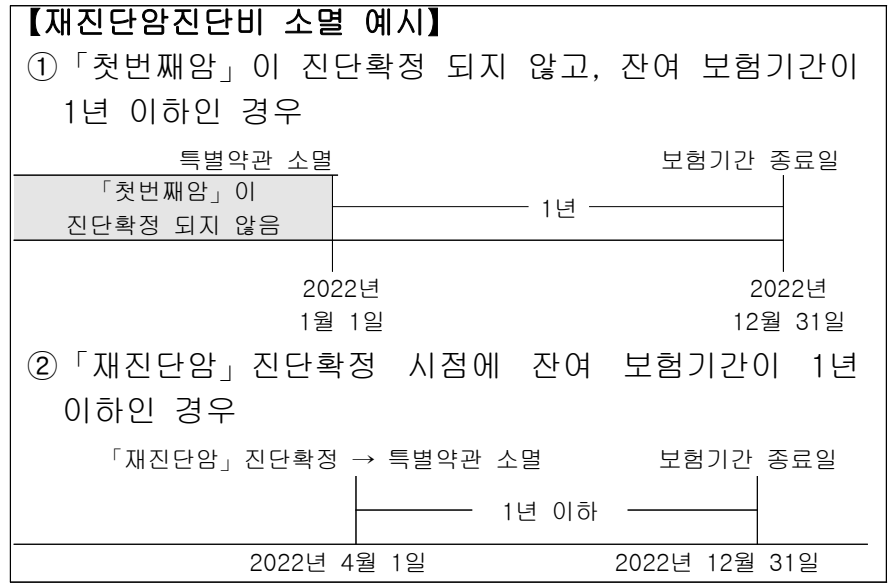 【재진단암진단비 소멸 예시】
①「첫번째암」이 진단확정 되지 않고, 잔여 보험기간이
1년 이하인 경우
특별약관 소멸 보험기간 종료일
「첫번째암」이
진단확정 되지 않음
1년
2022년 2022년
1월 1일 12월 31일
②「재진단암」진단확정 시점에 잔여 보험기간이 1년
이하인 경우
「재진단암」진단확정 → 특별약관 소멸 보험기간 종료일
1년 이하
2022년 4월 1일 2022년 12월 31일